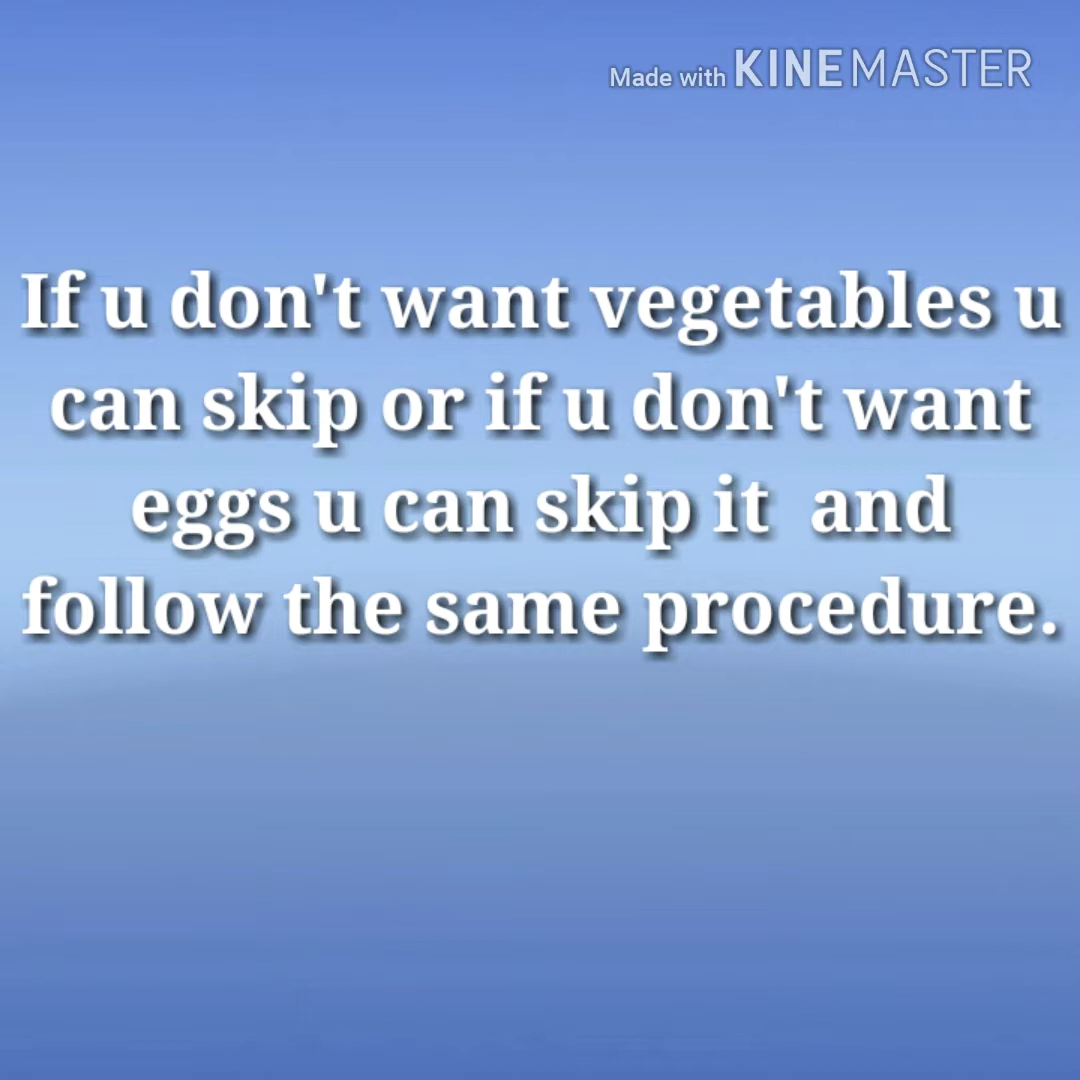 Made with KINEMASTER
If u don't want vegetables u
can skip or if u don't want
eggs u can skip it  and
follow the same procedure.